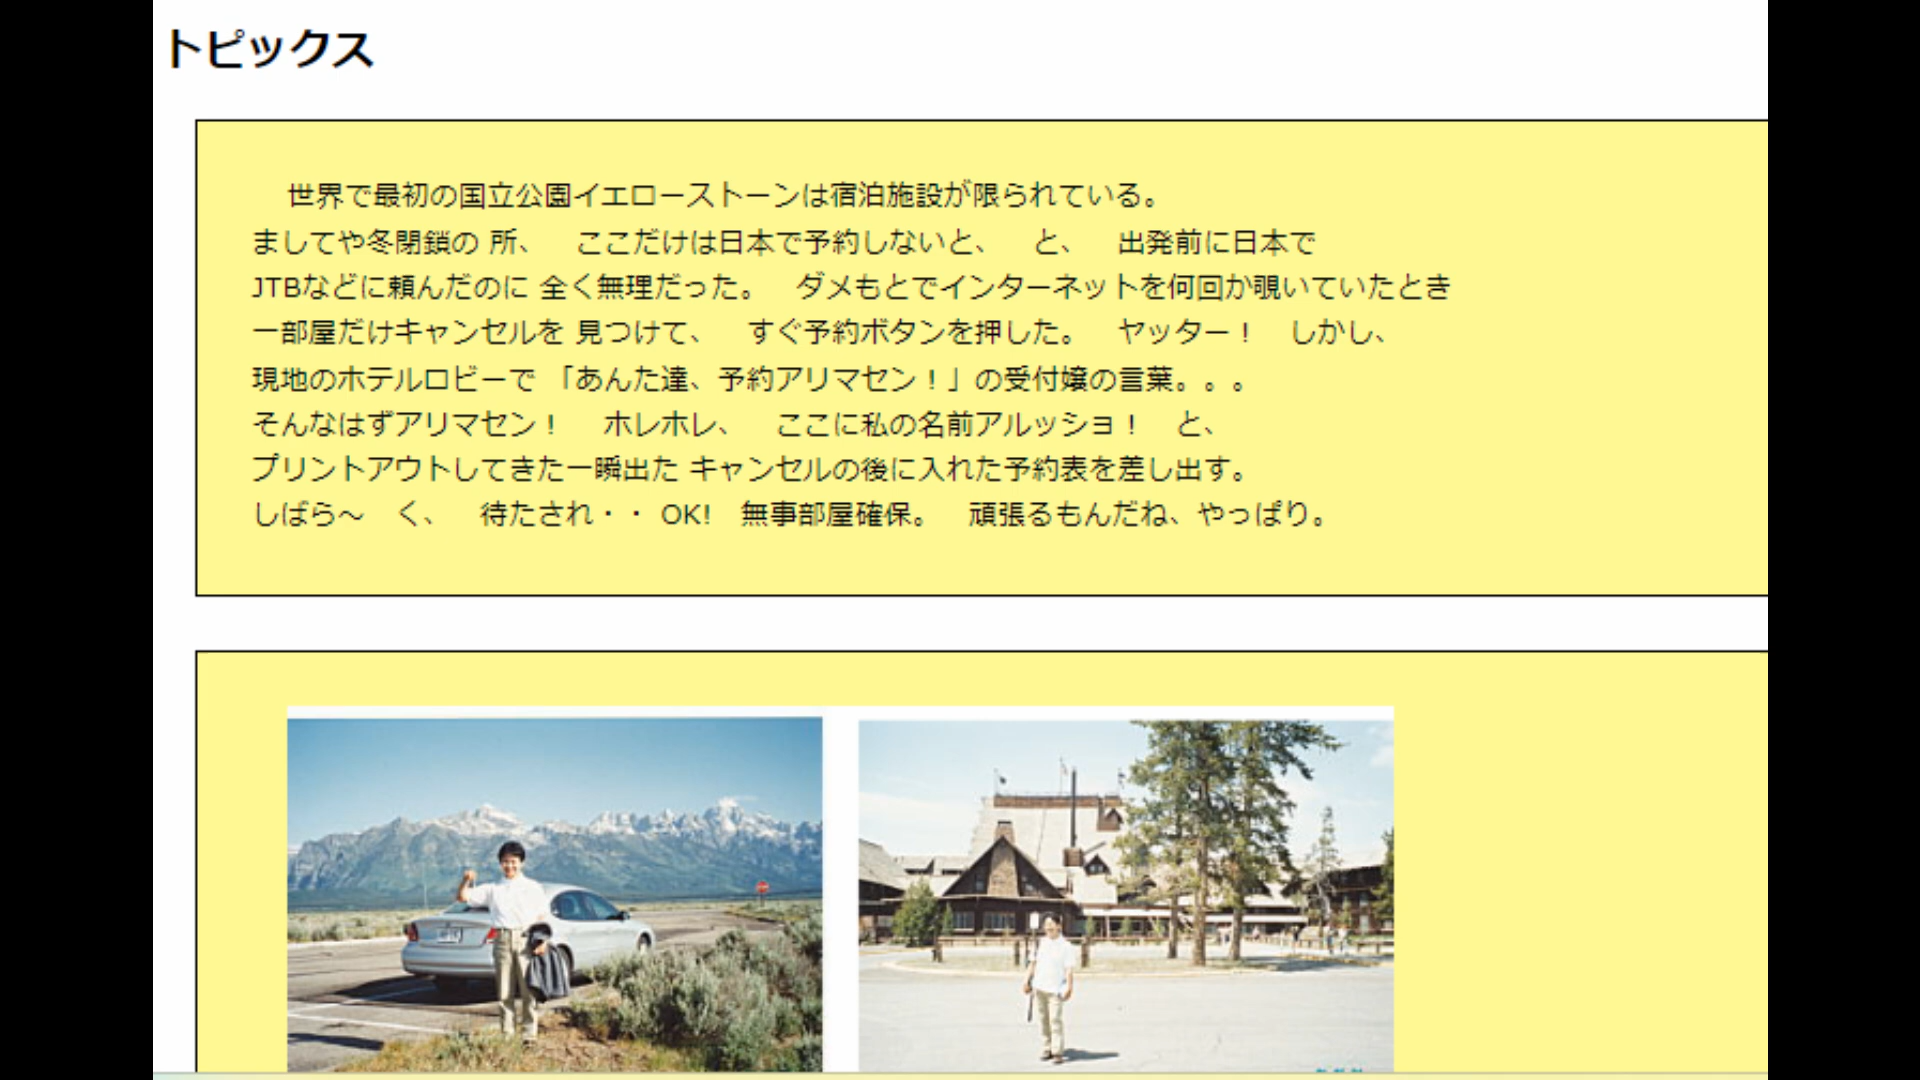 トピックス
世界で最初の国立公園イエローストーンは宿泊施設が限られている。
ましてや冬閉鎖の 所、　ここだけは日本で予約しないと、　と、　出発前に日本で
JTBなどに頼んだのに 全く無理だった。　ダメもとでインターネットを何回か覗いていたとき
一部屋だけキャンセルを 見つけて、　すぐ予約ボタンを押した。　ヤッター！　しかし、
現地のホテルロビーで 「あんた達、予約アリマセン！」の受付嬢の言葉。。。
そんなはずアリマセン！　ホレホレ、　ここに私の名前アルッショ！　と、
プリントアウトしてきた一瞬出た キャンセルの後に入れた予約表を差し出す。
しばら～　く、　待たされ・・ OK!　無事部屋確保。　頑張るもんだね、やっぱり。